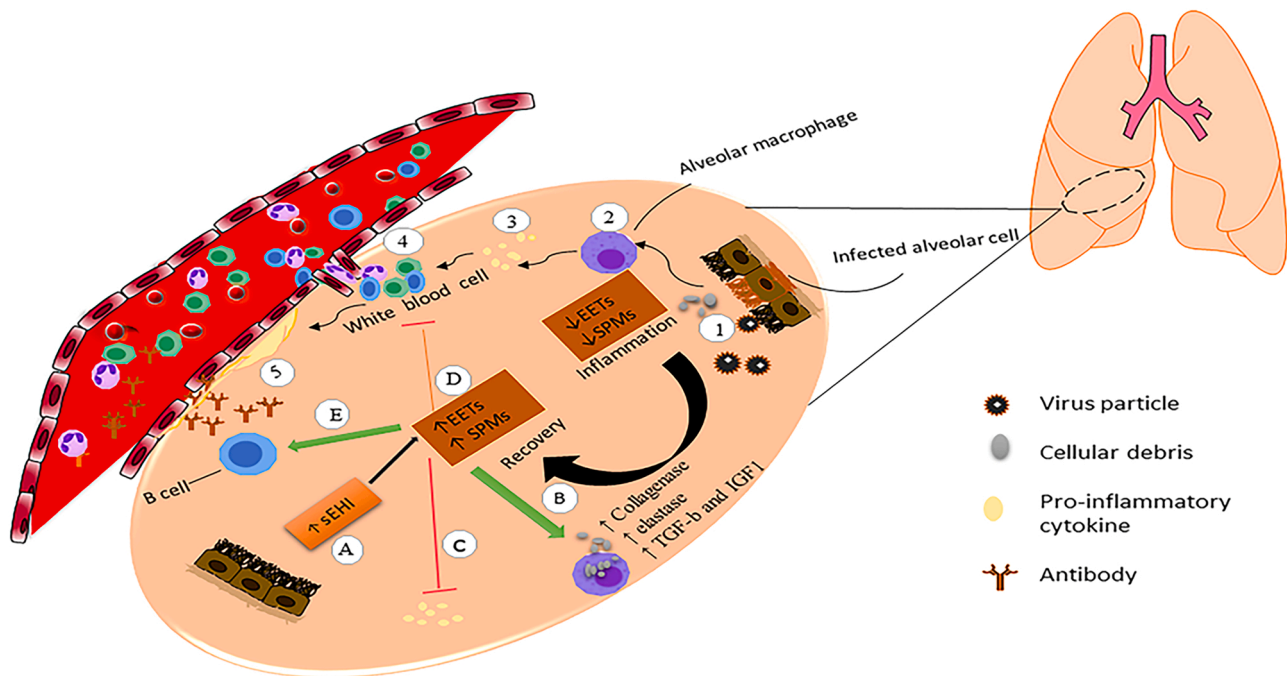 Alveolar macrophage
Infected alveolar cell
1
2
3
4
White blood cell
5
↓EETs
↓SPMs
Inflammation
D
↑EETs
↑ SPMs
Recovery
E
B cell
↑ sEHI
A
B
C
↑ Collagenase
↑ elastase
↑ TGF-b and IGF1
Virus particle
Cellular debris
Pro-inflammatory
cytokine
Antibody